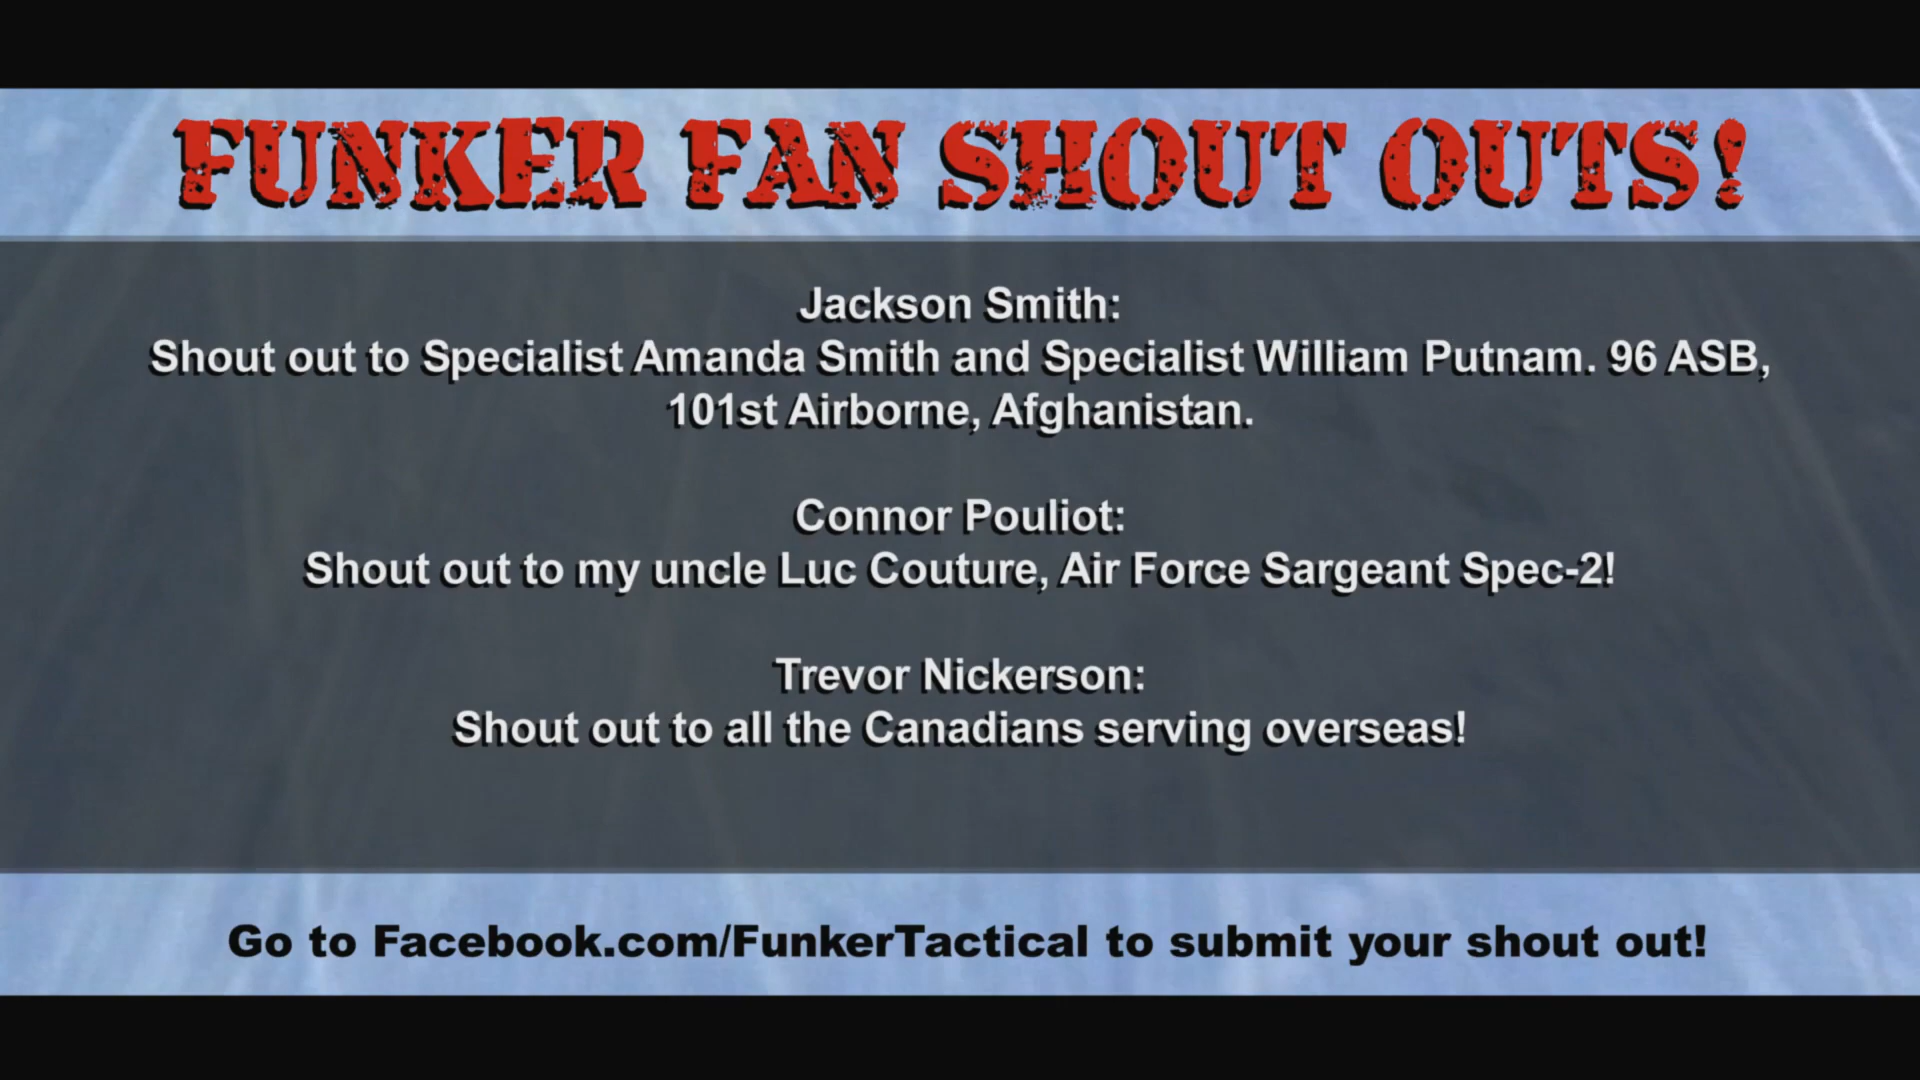 FUNKER FAN SHOUT OUTS!
Jackson Smith:
Shout out to Specialist Amanda Smith and Specialist William Putnam. 96 ASB,
101st Airborne, Afghanistan.
Connor Pouliot:
Shout out to my uncle Luc Couture, Air Force Sargeant Spec-2!
Trevor Nickerson:
Shout out to all the Canadians serving overseas!
Go to Facebook.com/FunkerTactical to submit your shout out!